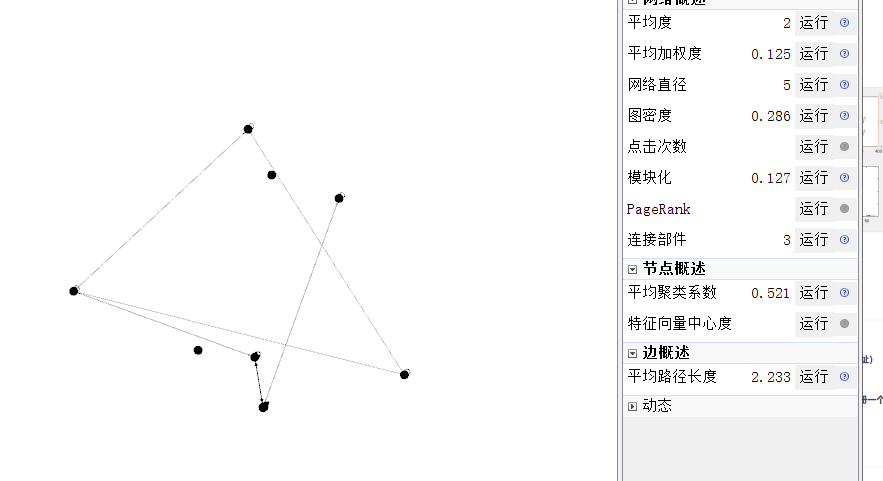 网络概述
平均度 2 运行
平均加权度 0.125 运行
网络直径 5 运行
图密度 0.286 运行
点击次数 运行
模块化 0.127 运行
PageRank 运行
连接部件 3 运行
节点概述
平均聚类系数 0.521 运行
特征向量中心度 运行
边概述
平均路径长度 2.233 运行
动态